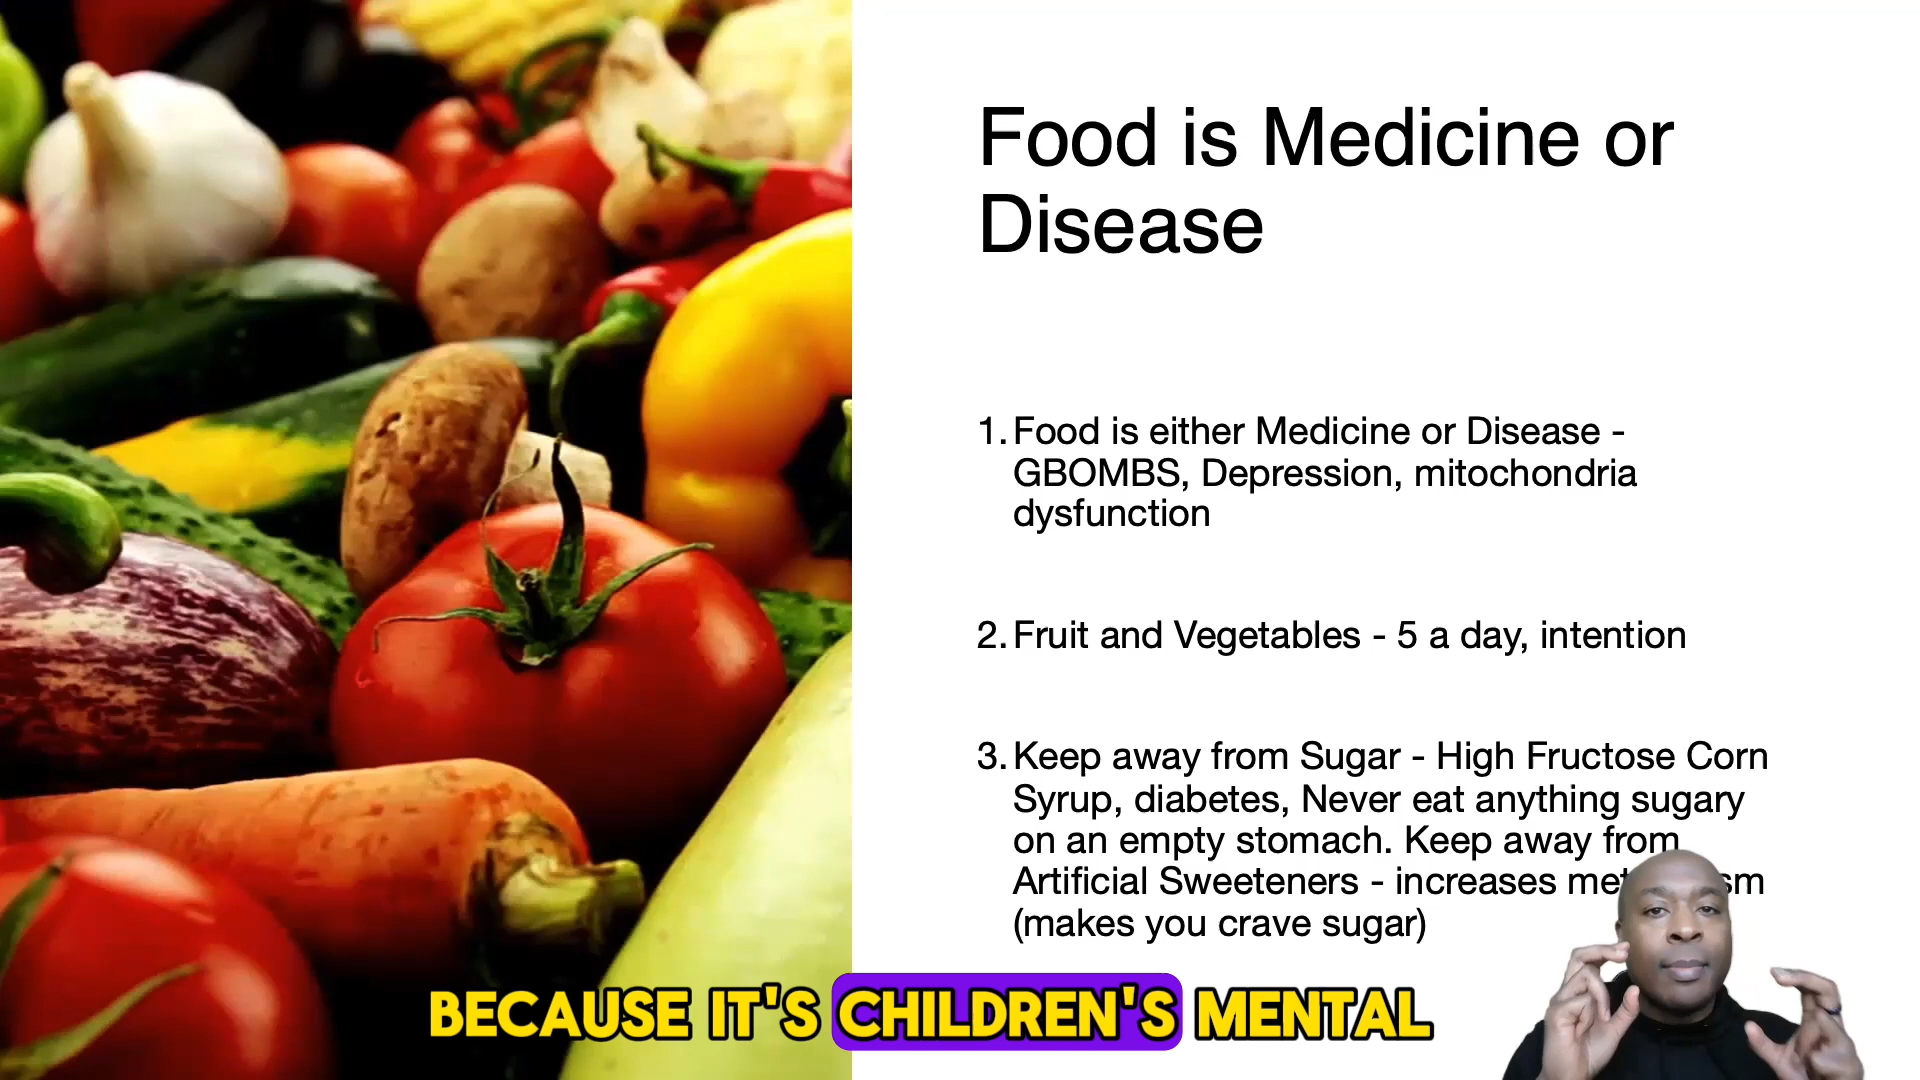 Food is Medicine or
Disease
1. Food is either Medicine or Disease -
GBOMBS, Depression, mitochondria
dysfunction
2. Fruit and Vegetables - 5 a day, intention
3. Keep away from Sugar - High Fructose Corn
Syrup, diabetes, Never eat anything sugary
on an empty stomach. Keep away from
Artificial Sweeteners - increases
(makes you crave sugar)
BECAUSE IT'S CHILDREN'S MENTAL